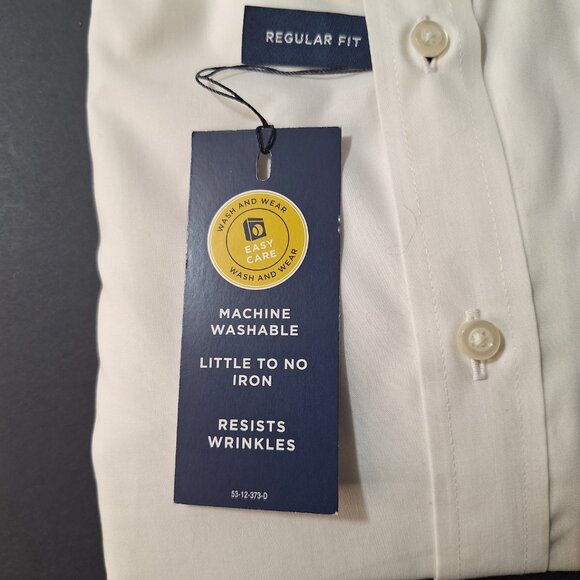 REGULAR FIT
WASH AND WEAR
EASY
CARE
WASH AND WEAR
MACHINE
WASHABLE
LITTLE TO NO
IRON
RESISTS
WRINKLES
53-12-373-D